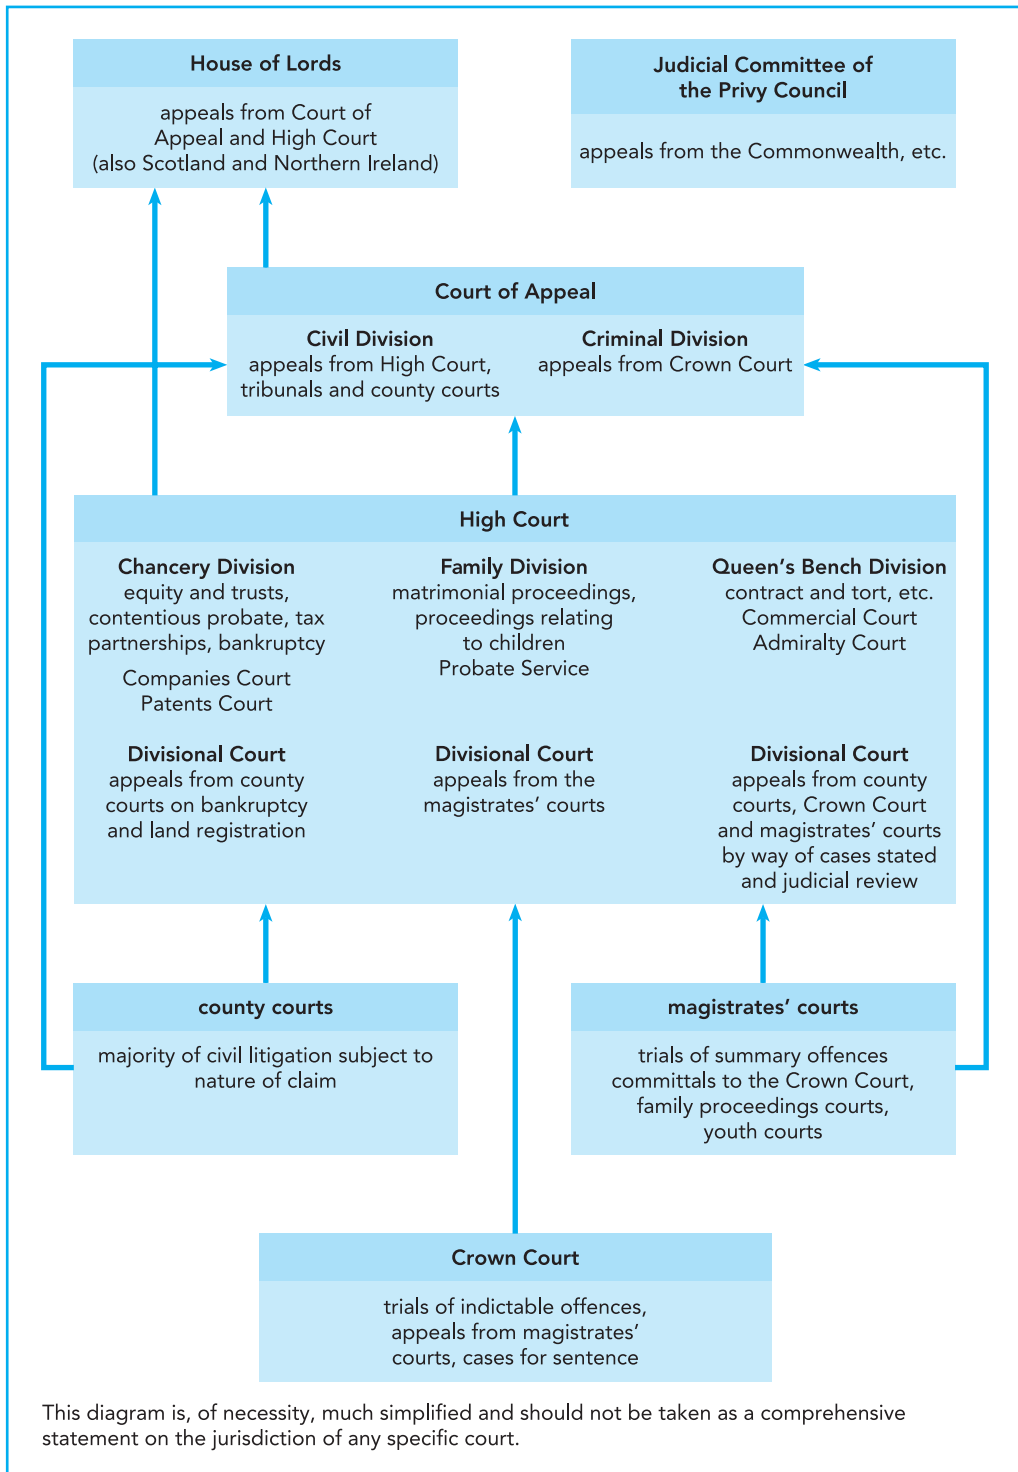 House of Lords
appeals from Court of
Appeal and High Court
(also Scotland and Northern Ireland)
Judicial Committee of
the Privy Council
appeals from the Commonwealth, etc.
Court of Appeal
Civil Division
appeals from High Court,
tribunals and county courts
Criminal Division
appeals from Crown Court
High Court
Chancery Division
equity and trusts,
contentious probate, tax
partnerships, bankruptcy
Companies Court
Patents Court
Divisional Court
appeals from county
courts on bankruptcy
and land registration
Family Division
matrimonial proceedings,
proceedings relating
to children
Probate Service
Divisional Court
appeals from the
magistrates’ courts
Queen’s Bench Division
contract and tort, etc.
Commercial Court
Admiralty Court
Divisional Court
appeals from county
courts, Crown Court
and magistrates’ courts
by way of cases stated
and judicial review
county courts
majority of civil litigation subject to
nature of claim
magistrates’ courts
trials of summary offences
committals to the Crown Court,
family proceedings courts,
youth courts
Crown Court
trials of indictable offences,
appeals from magistrates’
courts, cases for sentence
This diagram is, of necessity, much simplified and should not be taken as a comprehensive
statement on the jurisdiction of any specific court.